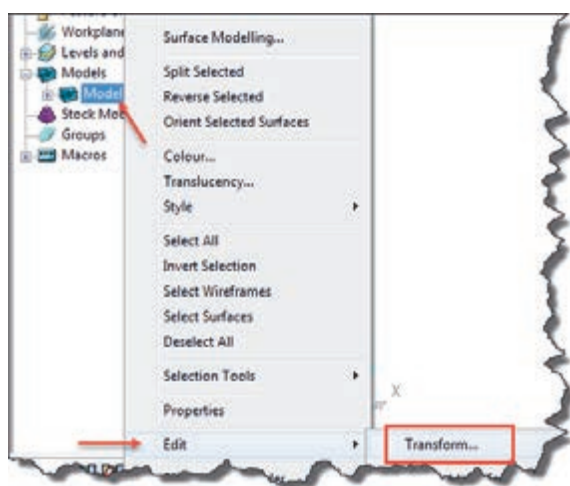 Workplan
Levels and
Models
Model
Stock Mod
Groups
Macros
Surface Modelling...
Split Selected
Reverse Selected
Orient Selected Surfaces
Colour...
Translucency...
Style
Select All
Invert Selection
Select Wireframes
Select Surfaces
Deselect All
Selection Tools
Properties
Edit
Transform...
X